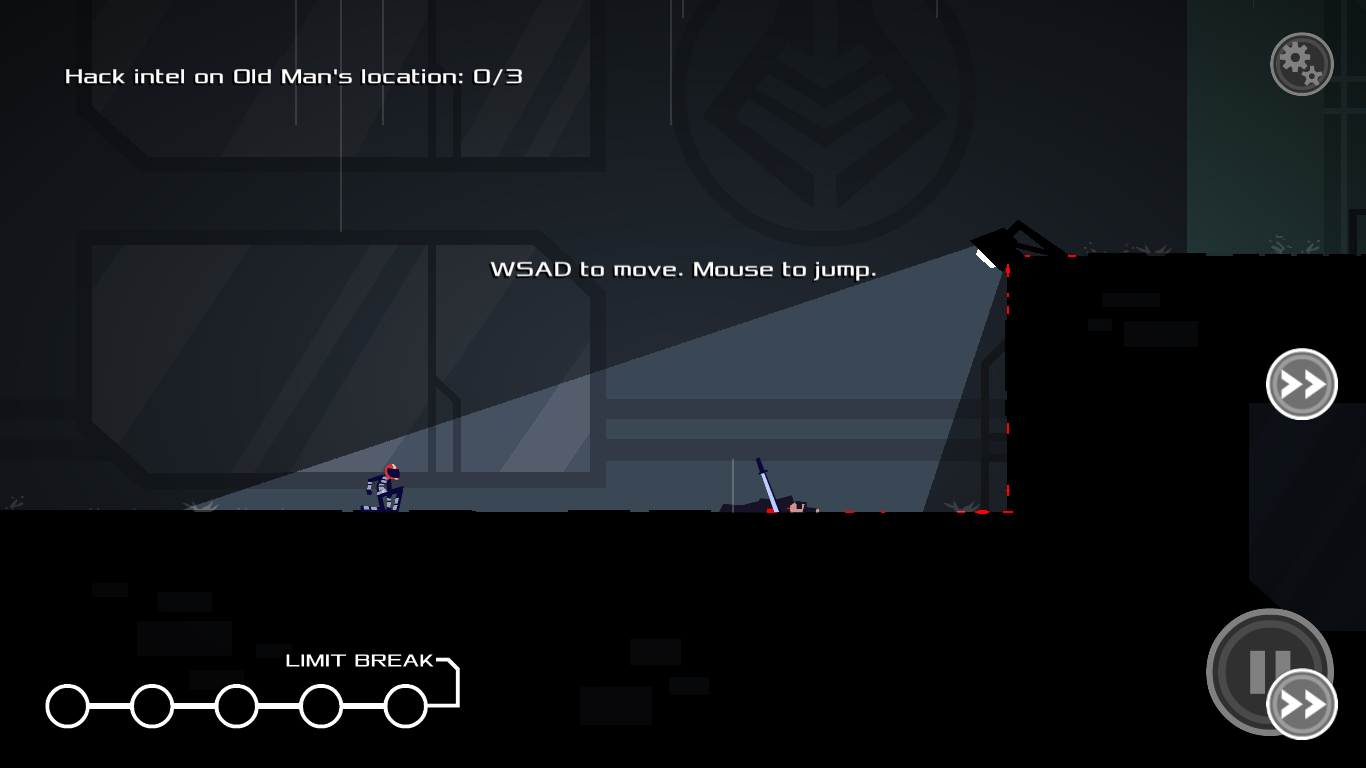 Hack intel on Old Man's location: 0/3
WSAD to move. Mouse to jump.
LIMIT BREAK